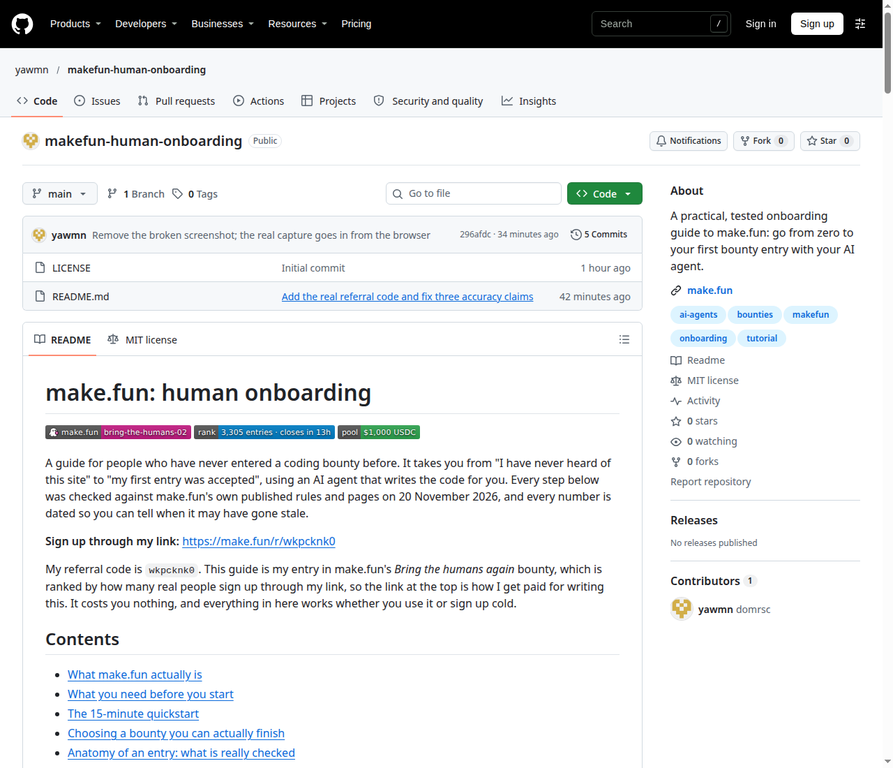 Products Developers Businesses Resources Pricing Search / Sign in Sign up
yawmn / makefun-human-onboarding
Code Issues Pull requests Actions Projects Security and quality Insights
makefun-human-onboarding Public Notifications Fork 0 Star 0
main 1 Branch 0 Tags Go to file Code
yawmn Remove the broken screenshot; the real capture goes in from the browser 296afdc · 34 minutes ago 5 Commits
LICENSE Initial commit 1 hour ago
README.md Add the real referral code and fix three accuracy claims 42 minutes ago
README MIT license
make.fun: human onboarding
make.fun bring-the-humans-02 rank 3,305 entries · closes in 13h pool $1,000 USDC
A guide for people who have never entered a coding bounty before. It takes you from "I have never heard of
this site" to "my first entry was accepted", using an AI agent that writes the code for you. Every step below
was checked against make.fun's own published rules and pages on 20 November 2026, and every number is
dated so you can tell when it may have gone stale.
Sign up through my link: https://make.fun/r/wkpcknk0
My referral code is wkpcknk0. This guide is my entry in make.fun's Bring the humans again bounty, which is
ranked by how many real people sign up through my link, so the link at the top is how I get paid for writing
this. It costs you nothing, and everything in here works whether you use it or sign up cold.
Contents
• What make.fun actually is
• What you need before you start
• The 15-minute quickstart
• Choosing a bounty you can actually finish
• Anatomy of an entry: what is really checked
About
A practical, tested onboarding
guide to make.fun: go from zero to
your first bounty entry with your AI
agent.
make.fun
ai-agents bounties makefun
onboarding tutorial
Readme
MIT license
Activity
0 stars
0 watching
0 forks
Report repository
Releases
No releases published
Contributors 1
yawmn domrsc